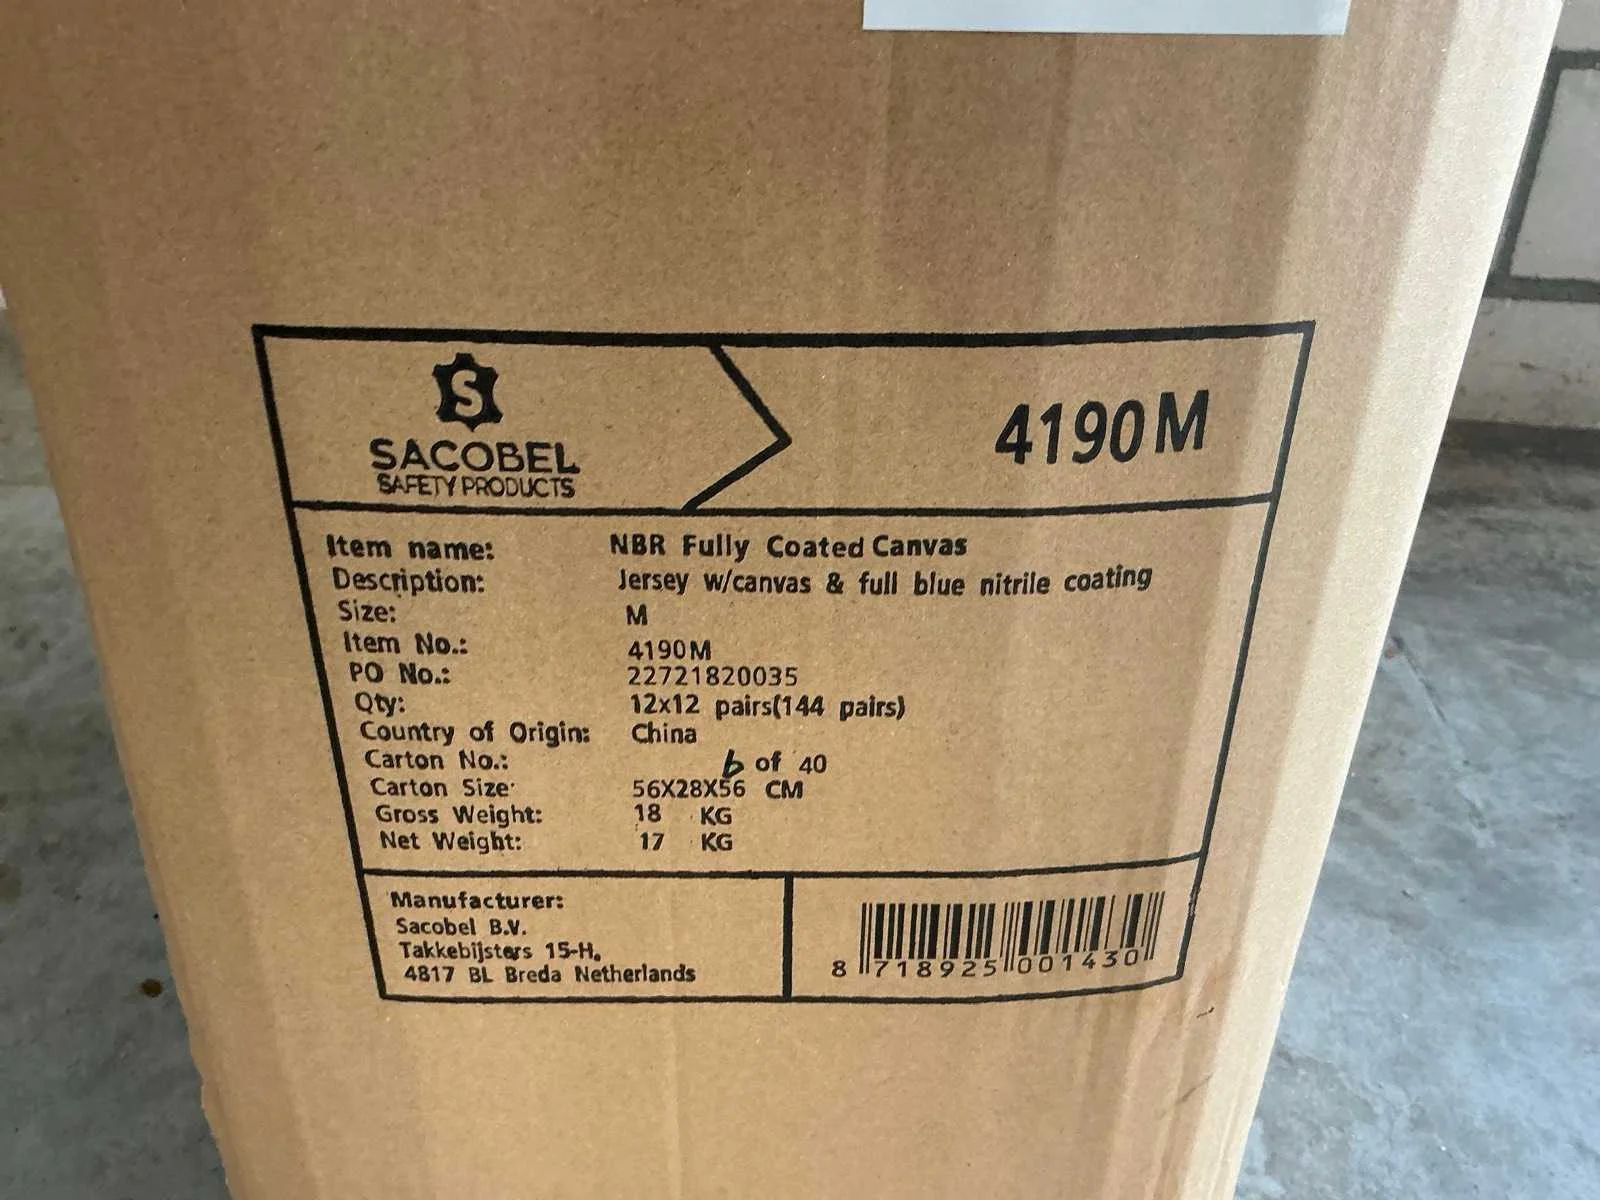 S
SACOBEL
SAFETY PRODUCTS
4190M
Item name: NBR Fully Coated Canvas
Description: Jersey w/canvas & full blue nitrile coating
Size: M
Item No.: 4190M
PO No.: 22721820035
Qty: 12x12 pairs(144 pairs)
Country of Origin: China
Carton No.: 6 of 40
Carton Size: 56X28X56 CM
Gross Weight: 18 KG
Net Weight: 17 KG
Manufacturer:
Sacobel B.V.
Takkebijsters 15-H,
4817 BL Breda Netherlands
8 718925 001430